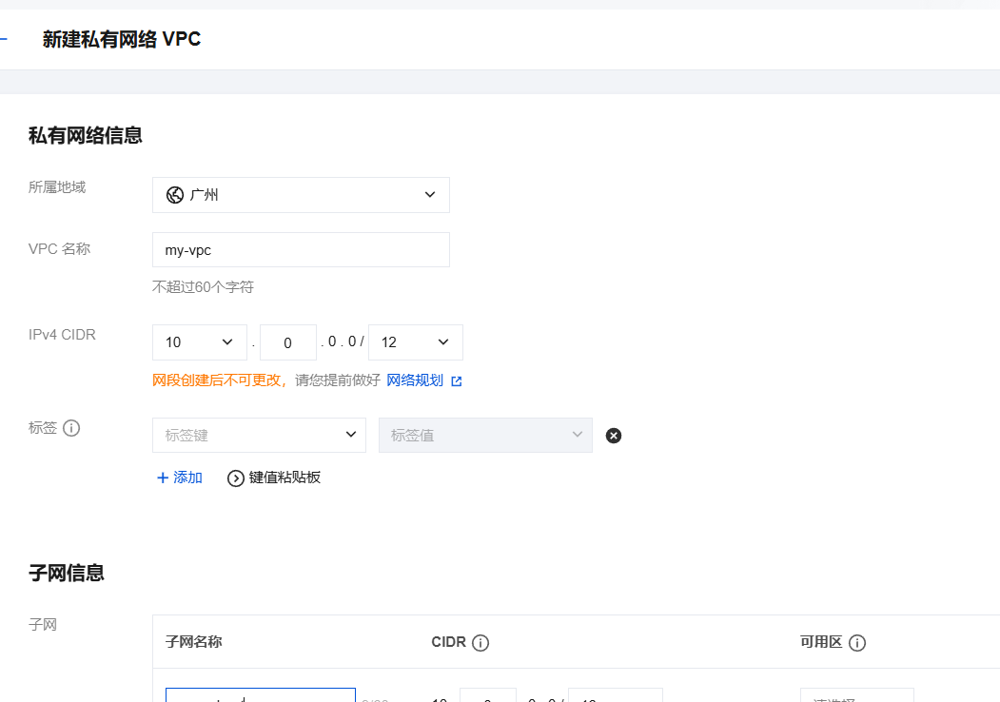 新建私有网络 VPC
私有网络信息
所属地域 广州
VPC 名称 my-vpc
不超过60个字符
IPv4 CIDR 10 . 0 . 0 . 0 / 12
网段创建后不可更改，请您提前做好 网络规划
标签 标签键 标签值
+ 添加 键值粘贴板
子网信息
子网
子网名称 CIDR 可用区